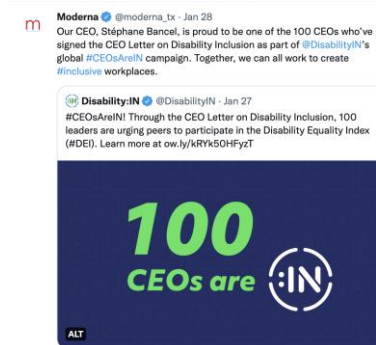 m
Moderna @moderna_tx · Jan 28
Our CEO, Stéphane Bancel, is proud to be one of the 100 CEOs who've
signed the CEO Letter on Disability Inclusion as part of @DisabilityIN's
global #CEOsAreIN campaign. Together, we can all work to create
#inclusive workplaces.
Disability:IN @DisabilityIN · Jan 27
#CEOsAreIN! Through the CEO Letter on Disability Inclusion, 100
leaders are urging peers to participate in the Disability Equality Index
(#DEI). Learn more at ow.ly/kRYk50HFyzT
100
CEOs are :IN
ALT